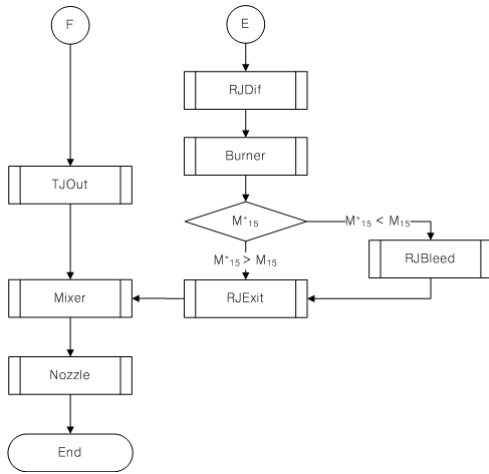 F
E
RJDif
Burner
TJOut
M*₁₅
M*₁₅ < M₁₅
M*₁₅ > M₁₅
RJBleed
Mixer
RJExit
Nozzle
End